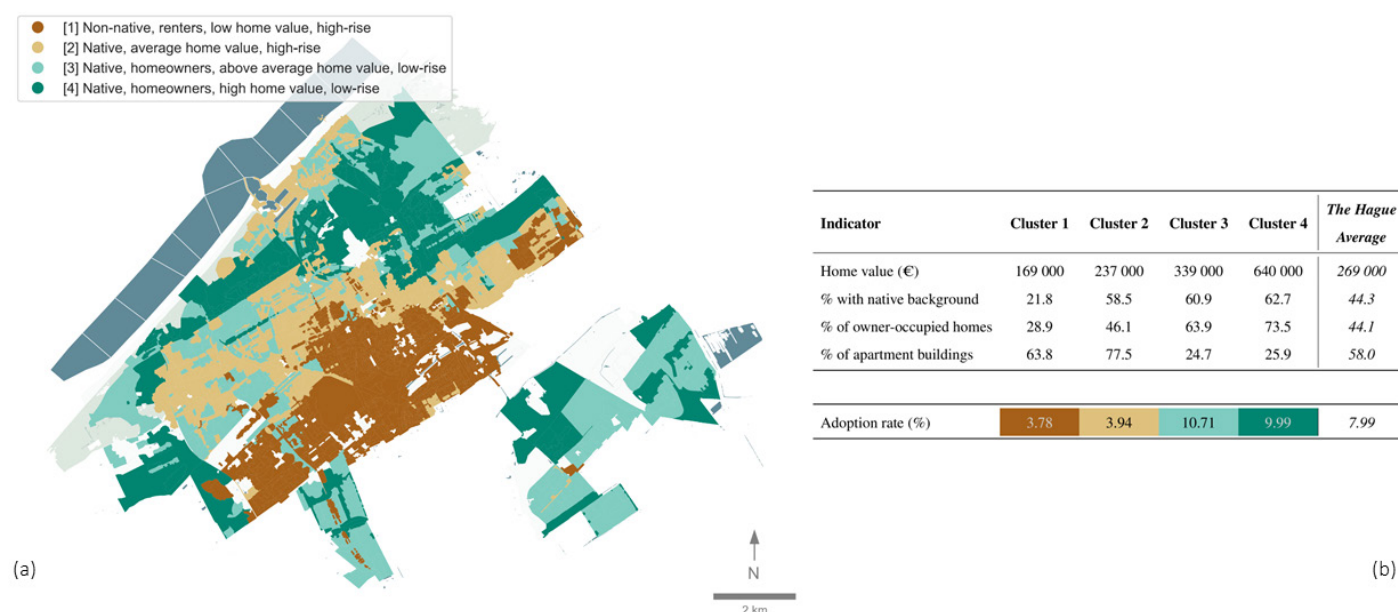 [1] Non-native, renters, low home value, high-rise
[2] Native, average home value, high-rise
[3] Native, homeowners, above average home value, low-rise
[4] Native, homeowners, high home value, low-rise
(a)
N
2 km
Indicator Cluster 1 Cluster 2 Cluster 3 Cluster 4 The Hague Average
Home value (€) 169 000 237 000 339 000 640 000 269 000
% with native background 21.8 58.5 60.9 62.7 44.3
% of owner-occupied homes 28.9 46.1 63.9 73.5 44.1
% of apartment buildings 63.8 77.5 24.7 25.9 58.0
Adoption rate (%) 3.78 3.94 10.71 9.99 7.99
(b)